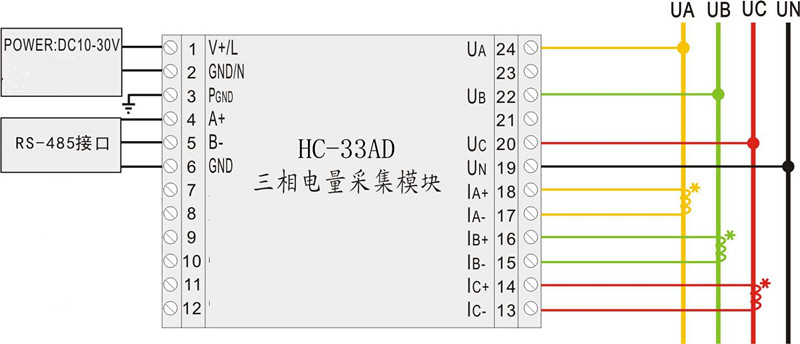 UA UB UC UN
POWER:DC10-30V
RS-485接口
1 V+/L
2 GND/N
3 PGND
4 A+
5 B-
6 GND
7
8
9
10
11
12
HC-33AD
三相电量采集模块
UA 24
23
UB 22
21
UC 20
UN 19
IA+ 18
IA- 17
IB+ 16
IB- 15
IC+ 14
IC- 13
*
*
*